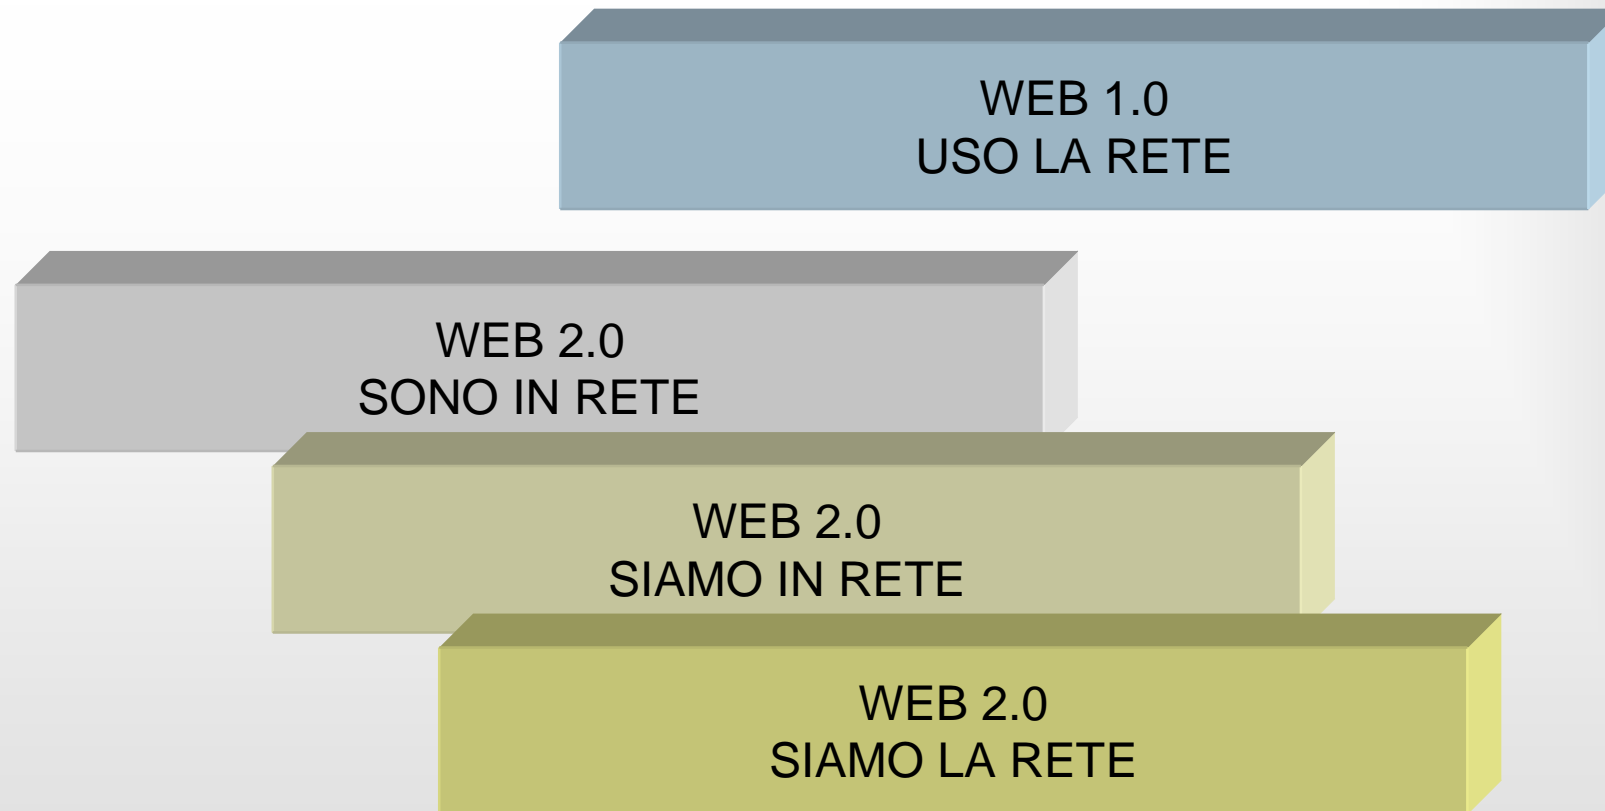 WEB 1.0
USO LA RETE
WEB 2.0
SONO IN RETE
WEB 2.0
SIAMO IN RETE
WEB 2.0
SIAMO LA RETE